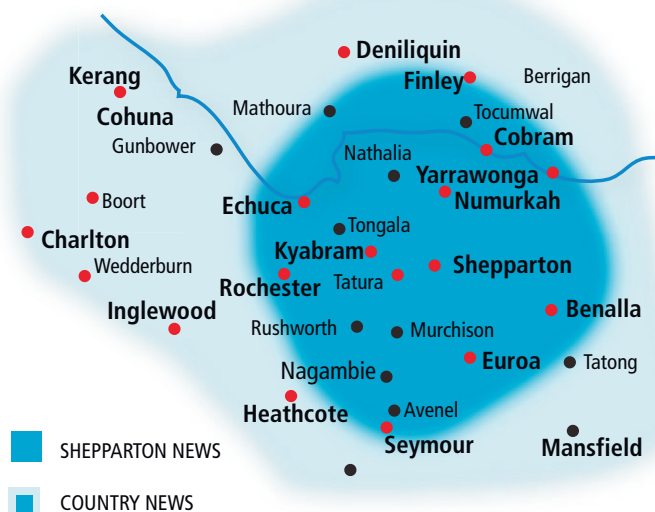 Deniliquin
Kerang
Finley
Berrigan
Cohuna
Mathoura
Tocumwal
Gunbower
Cobram
Nathalia
Yarrawonga
Boort
Echuca
Numurkah
Charlton
Tongala
Kyabram
Wedderburn
Shepparton
Rochester
Tatura
Inglewood
Benalla
Rushworth
Murchison
Euroa
Tatong
Nagambie
Heathcote
Avenel
Seymour
Mansfield
SHEPPARTON NEWS
COUNTRY NEWS